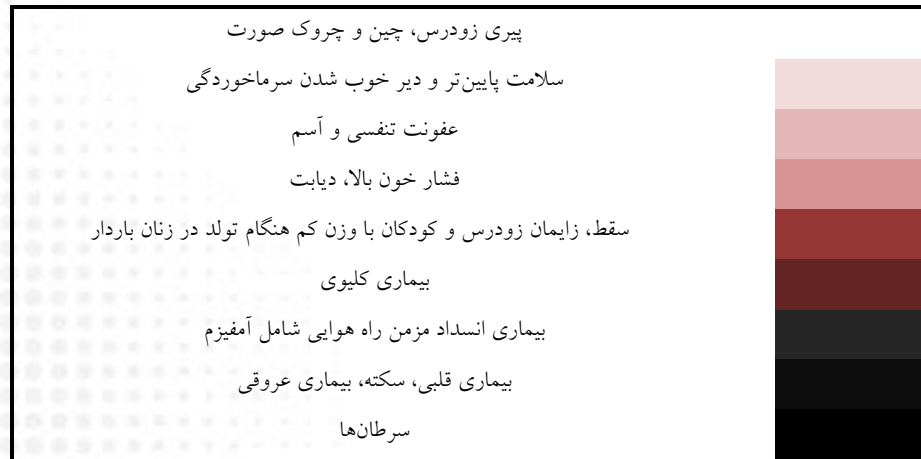 پیری زودرس، چین و چروک صورت
سلامت پایین‌تر و دیر خوب شدن سرماخوردگی
عفونت تنفسی و آسم
فشار خون بالا، دیابت
سقط، زایمان زودرس و کودکان با وزن کم هنگام تولد در زنان باردار
بیماری کلیوی
بیماری انسداد مزمن راه هوایی شامل آمفیزم
بیماری قلبی، سکته، بیماری عروقی
سرطان‌ها